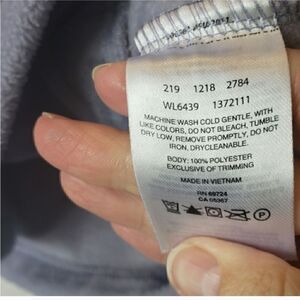 219 1218 2784
WL6439 1372111
MACHINE WASH COLD GENTLE, WITH
LIKE COLORS, DO NOT BLEACH, TUMBLE
DRY LOW, REMOVE PROMPTLY, DO NOT
IRON, DRYCLEANABLE.
BODY: 100% POLYESTER
EXCLUSIVE OF TRIMMING
MADE IN VIETNAM
RN 69724
CA 05367
P